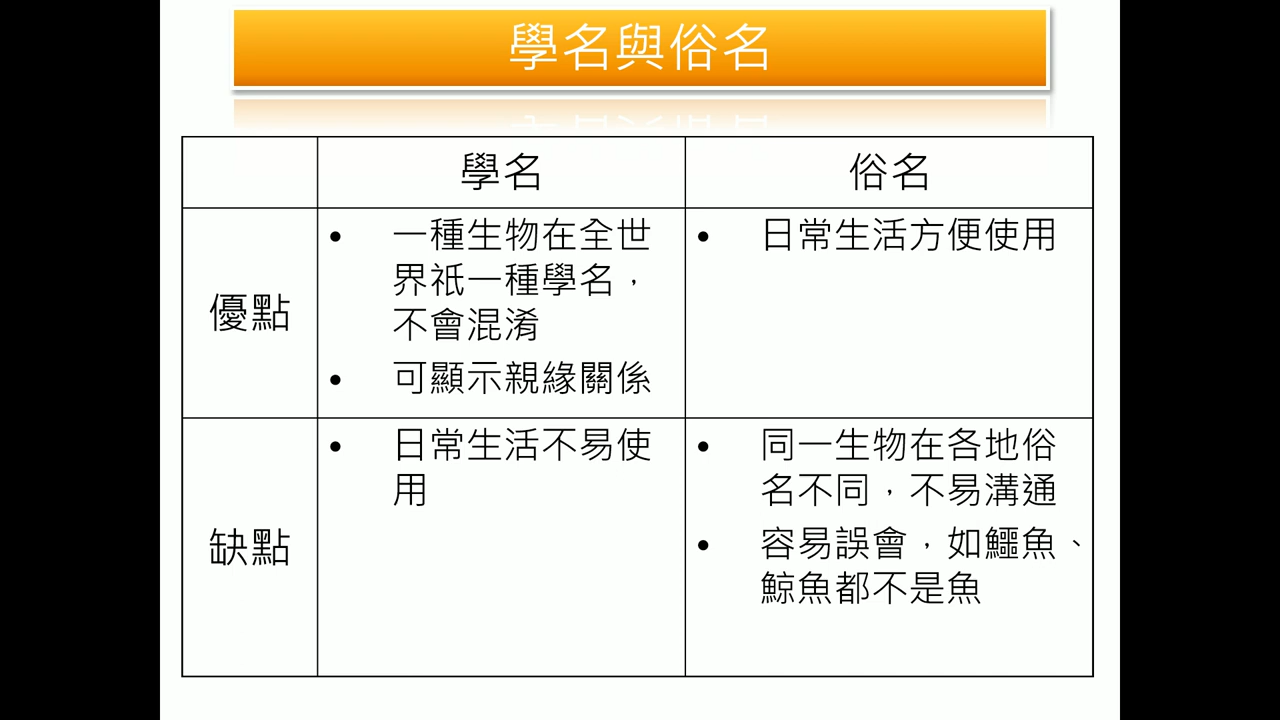 學名與俗名
學名
俗名
優點
• 一種生物在全世
界祇一種學名，
不會混淆
• 可顯示親緣關係
• 日常生活方便使用
缺點
• 日常生活不易使
用
• 同一生物在各地俗
名不同，不易溝通
• 容易誤會，如鱷魚、
鯨魚都不是魚